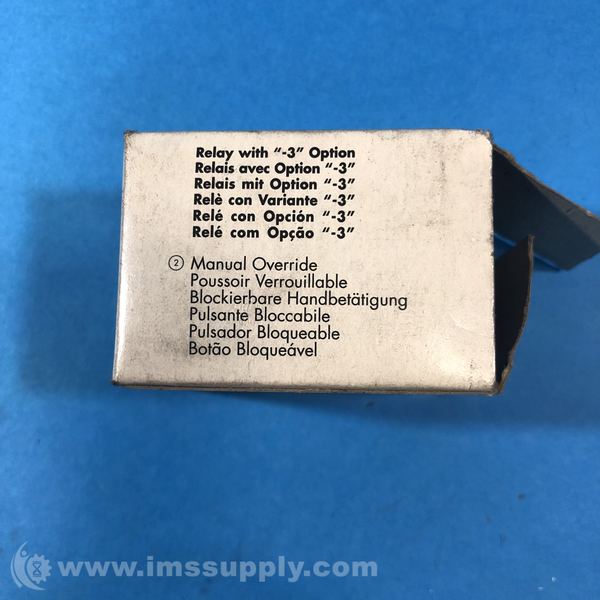 Relay with “-3” Option
Relais avec Option “-3”
Relais mit Option “-3”
Relè con Variante “-3”
Relé con Opción “-3”
Relé com Opção “-3”
② Manual Override
Poussoir Verrouillable
Blockierbare Handbetätigung
Pulsante Bloccabile
Pulsador Bloqueable
Botão Bloqueável
www.imssupply.com